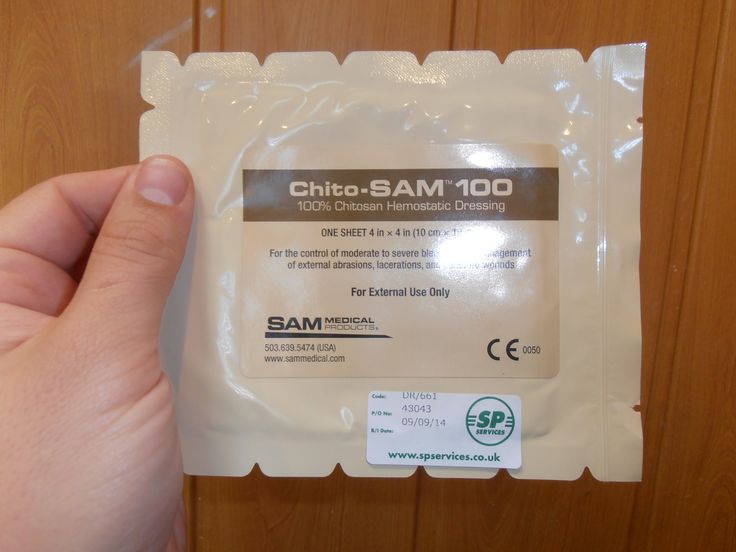 Chito-SAM™ 100
100% Chitosan Hemostatic Dressing
ONE SHEET 4 in × 4 in (10 cm ×
For the control of moderate to severe
of external abrasions, lacerations, and wounds
For External Use Only
SAM MEDICAL
PRODUCTS®
503.639.5474 (USA)
www.sammedical.com
CE 0050
Code: DR/661
P/O No: 43043
B/I Date: 09/09/14
SP
SERVICES
www.spservices.co.uk